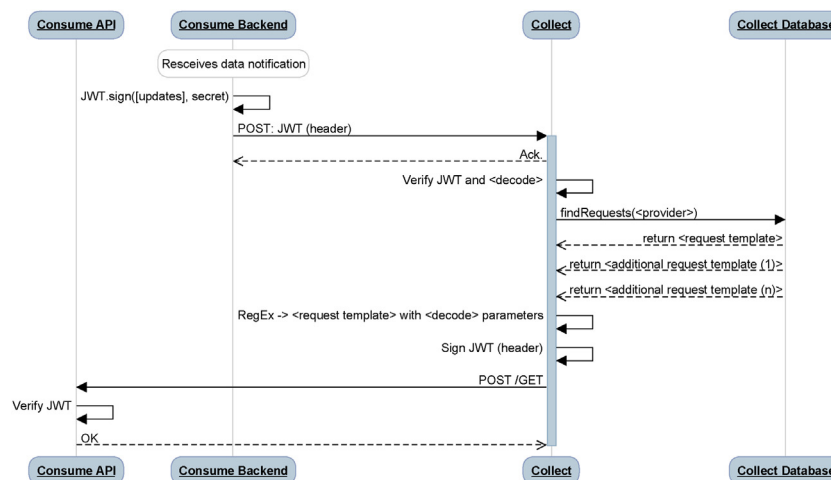 Consume API
Consume Backend
Collect
Collect Database
Resceives data notification
JWT.sign([updates], secret)
POST: JWT (header)
Ack.
Verify JWT and <decode>
findRequests(<provider>)
return <request template>
return <additional request template (1)>
return <additional request template (n)>
RegEx -> <request template> with <decode> parameters
Sign JWT (header)
POST /GET
Verify JWT
OK
Consume API
Consume Backend
Collect
Collect Database